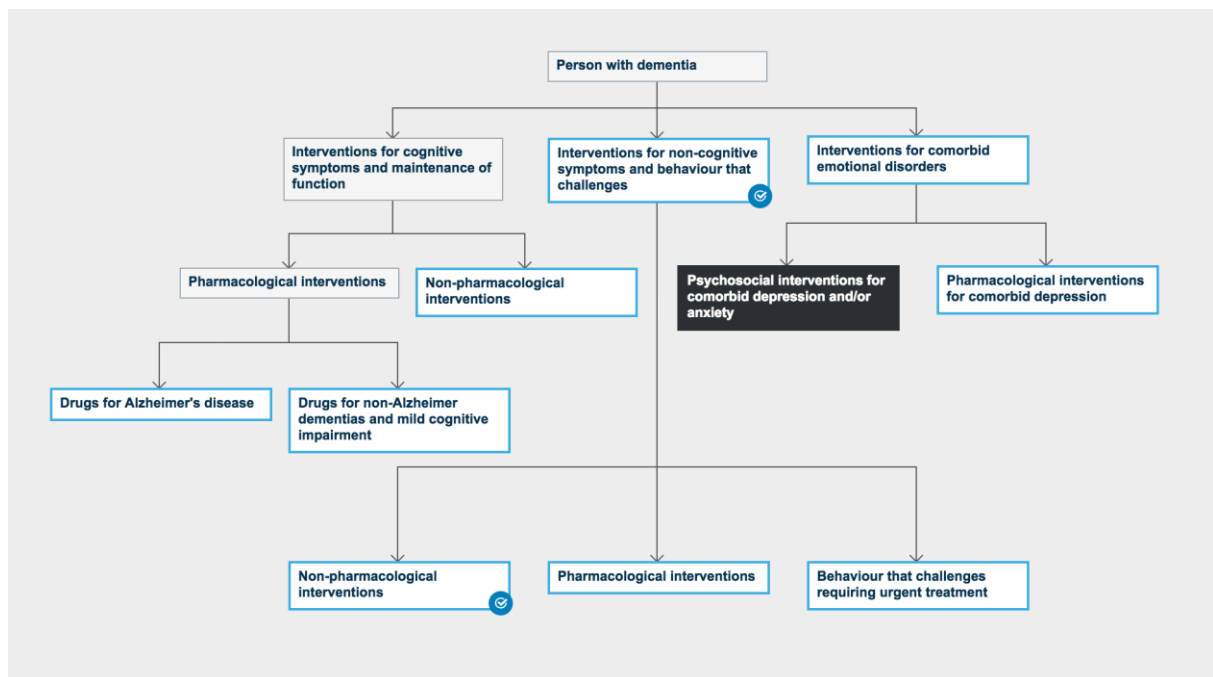 Person with dementia
Interventions for cognitive
symptoms and maintenance of
function
Interventions for non-cognitive
symptoms and behaviour that
challenges
Interventions for comorbid
emotional disorders
Pharmacological interventions
Non-pharmacological
interventions
Psychosocial interventions for
comorbid depression and/or
anxiety
Pharmacological interventions
for comorbid depression
Drugs for Alzheimer's disease
Drugs for non-Alzheimer
dementias and mild cognitive
impairment
Non-pharmacological
interventions
Pharmacological interventions
Behaviour that challenges
requiring urgent treatment